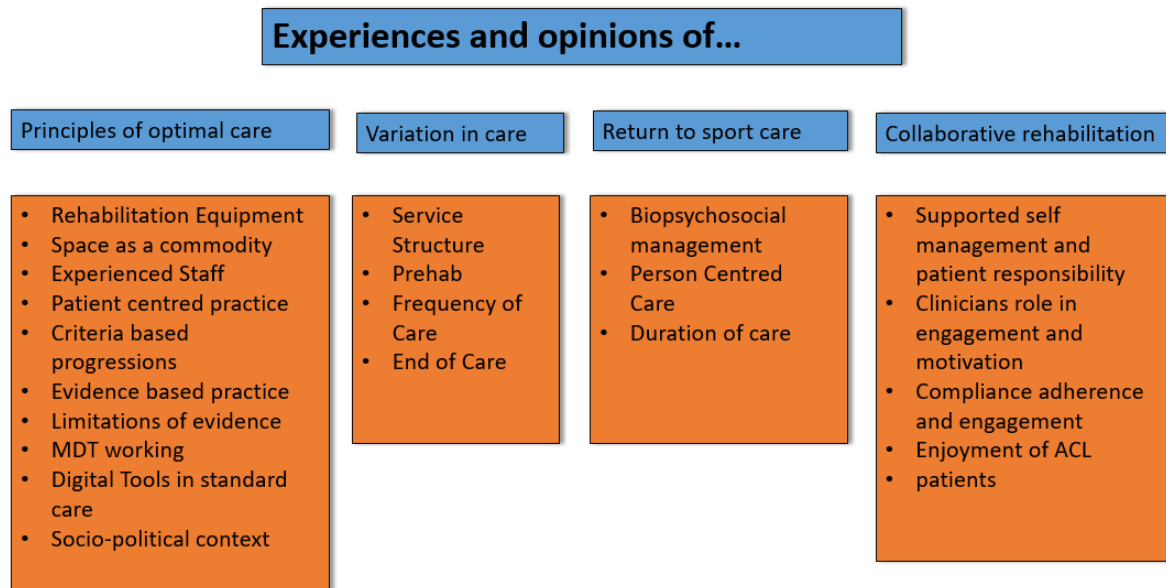 Experiences and opinions of...
Principles of optimal care
• Rehabilitation Equipment
• Space as a commodity
• Experienced Staff
• Patient centred practice
• Criteria based
progressions
• Evidence based practice
• Limitations of evidence
• MDT working
• Digital Tools in standard
care
• Socio-political context
Variation in care
• Service
Structure
• Prehab
• Frequency of
Care
• End of Care
Return to sport care
• Biopsychosocial
management
• Person Centred
Care
• Duration of care
Collaborative rehabilitation
• Supported self
management and
patient responsibility
• Clinicians role in
engagement and
motivation
• Compliance adherence
and engagement
• Enjoyment of ACL
• patients